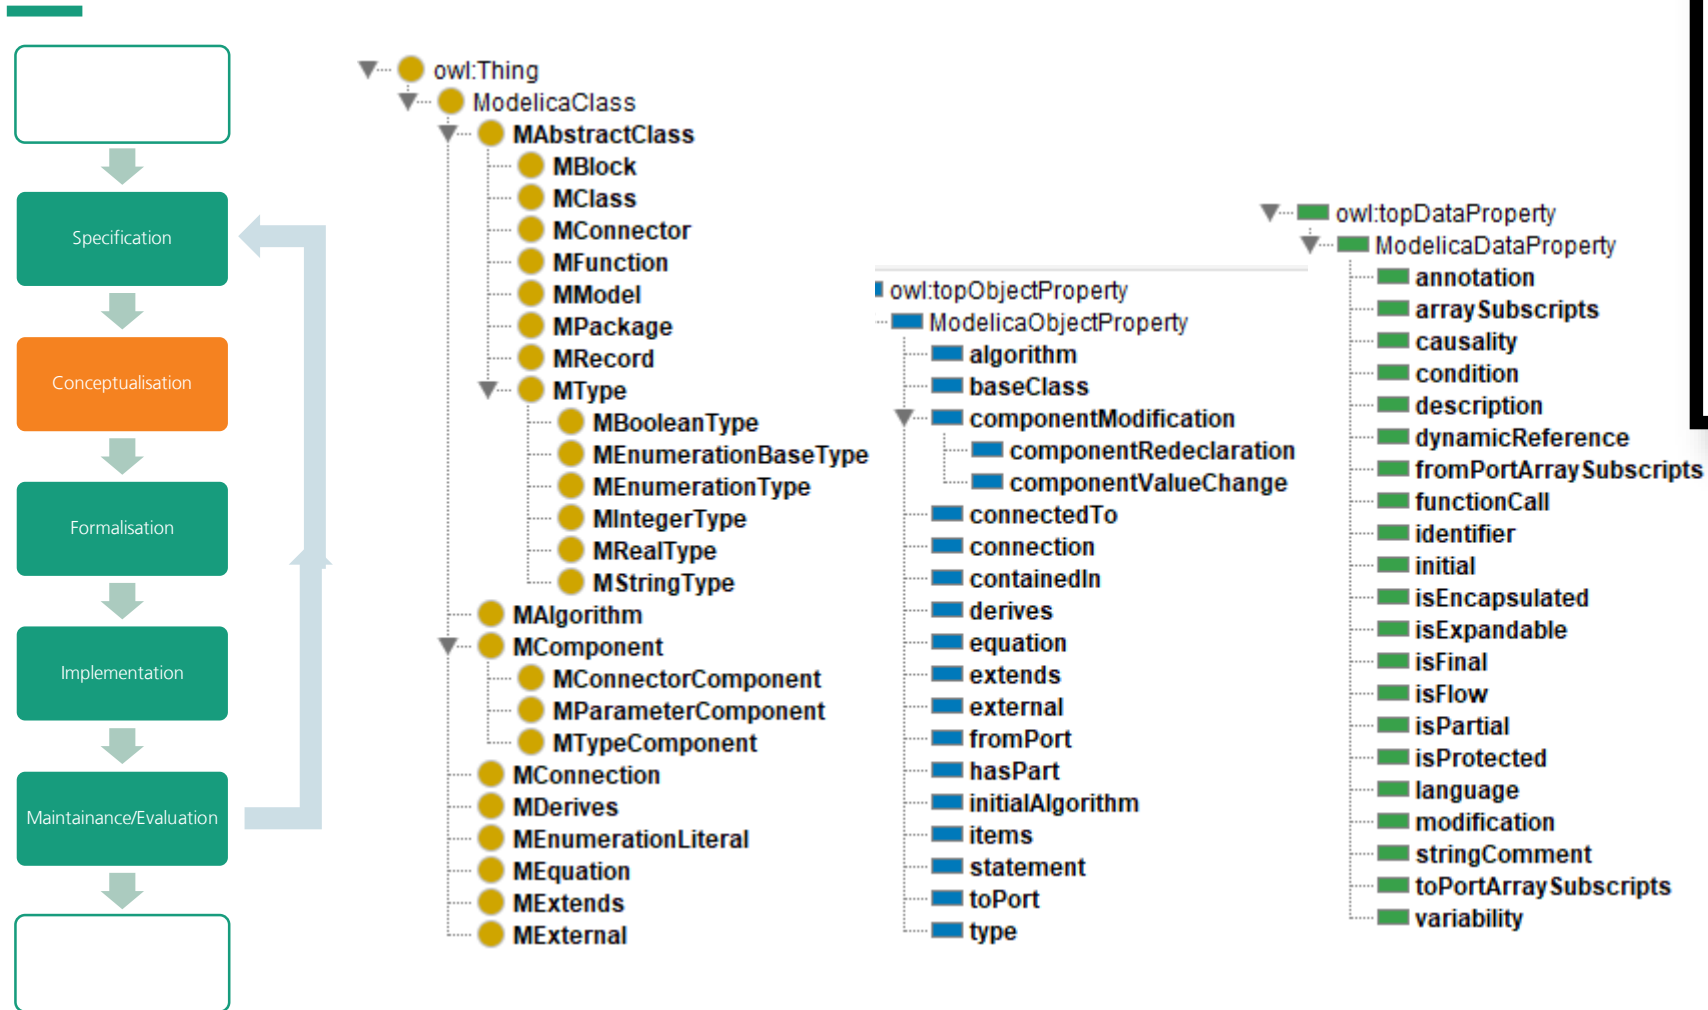 Specification
Conceptualisation
Formalisation
Implementation
Maintainance/Evaluation
owl:Thing
ModelicaClass
MAbstractClass
MBlock
MClass
MConnector
MFunction
MModel
MPackage
MRecord
MType
MBooleanType
MEnumerationBaseType
MEnumerationType
MIntegerType
MRealType
MStringType
MAlgorithm
MComponent
MConnectorComponent
MParameterComponent
MTypeComponent
MConnection
MDerives
MEnumerationLiteral
MEquation
MExtends
MExternal
owl:topObjectProperty
ModelicaObjectProperty
algorithm
baseClass
componentModification
componentRedeclaration
componentValueChange
connectedTo
connection
containedIn
derives
equation
extends
external
fromPort
hasPart
initialAlgorithm
items
statement
toPort
type
owl:topDataProperty
ModelicaDataProperty
annotation
arraySubscripts
causality
condition
description
dynamicReference
fromPortArraySubscripts
functionCall
identifier
initial
isEncapsulated
isExpandable
isFinal
isFlow
isPartial
isProtected
language
modification
stringComment
toPortArraySubscripts
variability